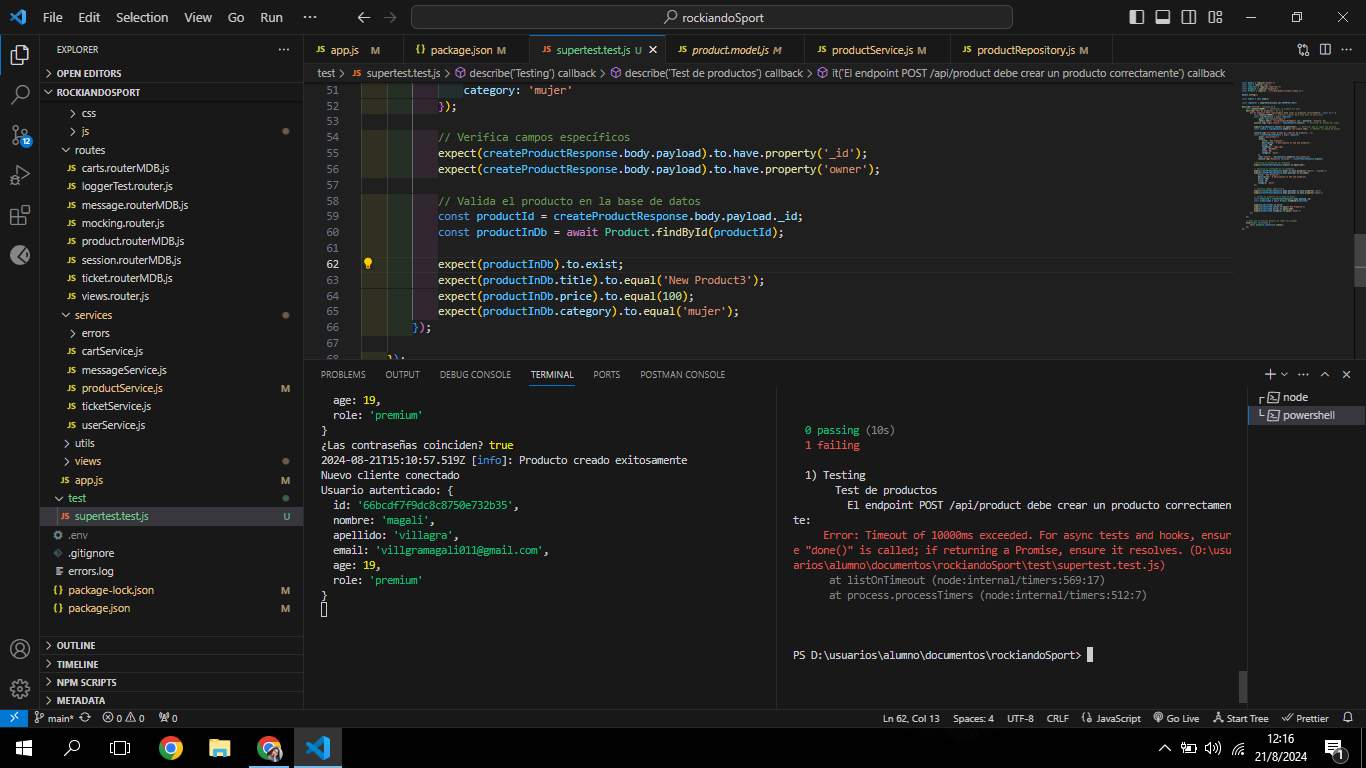 File Edit Selection View Go Run ··· rockiandoSport
EXPLORER
OPEN EDITORS
ROCKIANDOSPORT
css
js
routes
JS carts.routerMDB.js
JS loggerTest.router.js
JS message.routerMDB.js
JS mocking.router.js
JS product.routerMDB.js
JS session.routerMDB.js
JS ticket.routerMDB.js
JS views.router.js
services
errors
JS cartService.js
JS messageService.js
JS productService.js M
JS ticketService.js
JS userService.js
utils
views
JS app.js M
test
JS supertest.test.js U
.env
.gitignore
errors.log
{} package-lock.json M
{} package.json M
OUTLINE
TIMELINE
NPM SCRIPTS
METADATA
JS app.js M {} package.json M JS supertest.test.js U JS product.model.js M JS productService.js M JS productRepository.js M
test > JS supertest.test.js > describe('Testing') callback > describe('Test de productos') callback > it('El endpoint POST /api/product debe crear un producto correctamente') callback
51 category: 'mujer'
52 });
53
54 // Verifica campos específicos
55 expect(createProductResponse.body.payload).to.have.property('_id');
56 expect(createProductResponse.body.payload).to.have.property('owner');
57
58 // Valida el producto en la base de datos
59 const productId = createProductResponse.body.payload._id;
60 const productInDb = await Product.findById(productId);
61
62 expect(productInDb).to.exist;
63 expect(productInDb.title).to.equal('New Product3');
64 expect(productInDb.price).to.equal(100);
65 expect(productInDb.category).to.equal('mujer');
66 });
67
68 });
PROBLEMS OUTPUT DEBUG CONSOLE TERMINAL PORTS POSTMAN CONSOLE
age: 19,
role: 'premium'
}
¿Las contraseñas coinciden? true
2024-08-21T15:10:57.519Z [info]: Producto creado exitosamente
Nuevo cliente conectado
Usuario autenticado: {
id: '66bcdf7f9dc8c8750e732b35',
nombre: 'magali',
apellido: 'villagra',
email: 'villgramagali011@gmail.com',
age: 19,
role: 'premium'
}
0 passing (10s)
1 failing
1) Testing
Test de productos
El endpoint POST /api/product debe crear un producto correctamen
te:
Error: Timeout of 10000ms exceeded. For async tests and hooks, ensur
e "done()" is called; if returning a Promise, ensure it resolves. (D:\us
uarios\alumno\documentos\rockiandoSport\test\supertest.test.js)
at listOnTimeout (node:internal/timers:569:17)
at process.processTimers (node:internal/timers:512:7)
PS D:\usuarios\alumno\documentos\rockiandoSport>
node
powershell
12
main* 0 0 0 Ln 62, Col 13 Spaces: 4 UTF-8 CRLF JavaScript Go Live Start Tree Prettier
12:16
21/8/2024
1